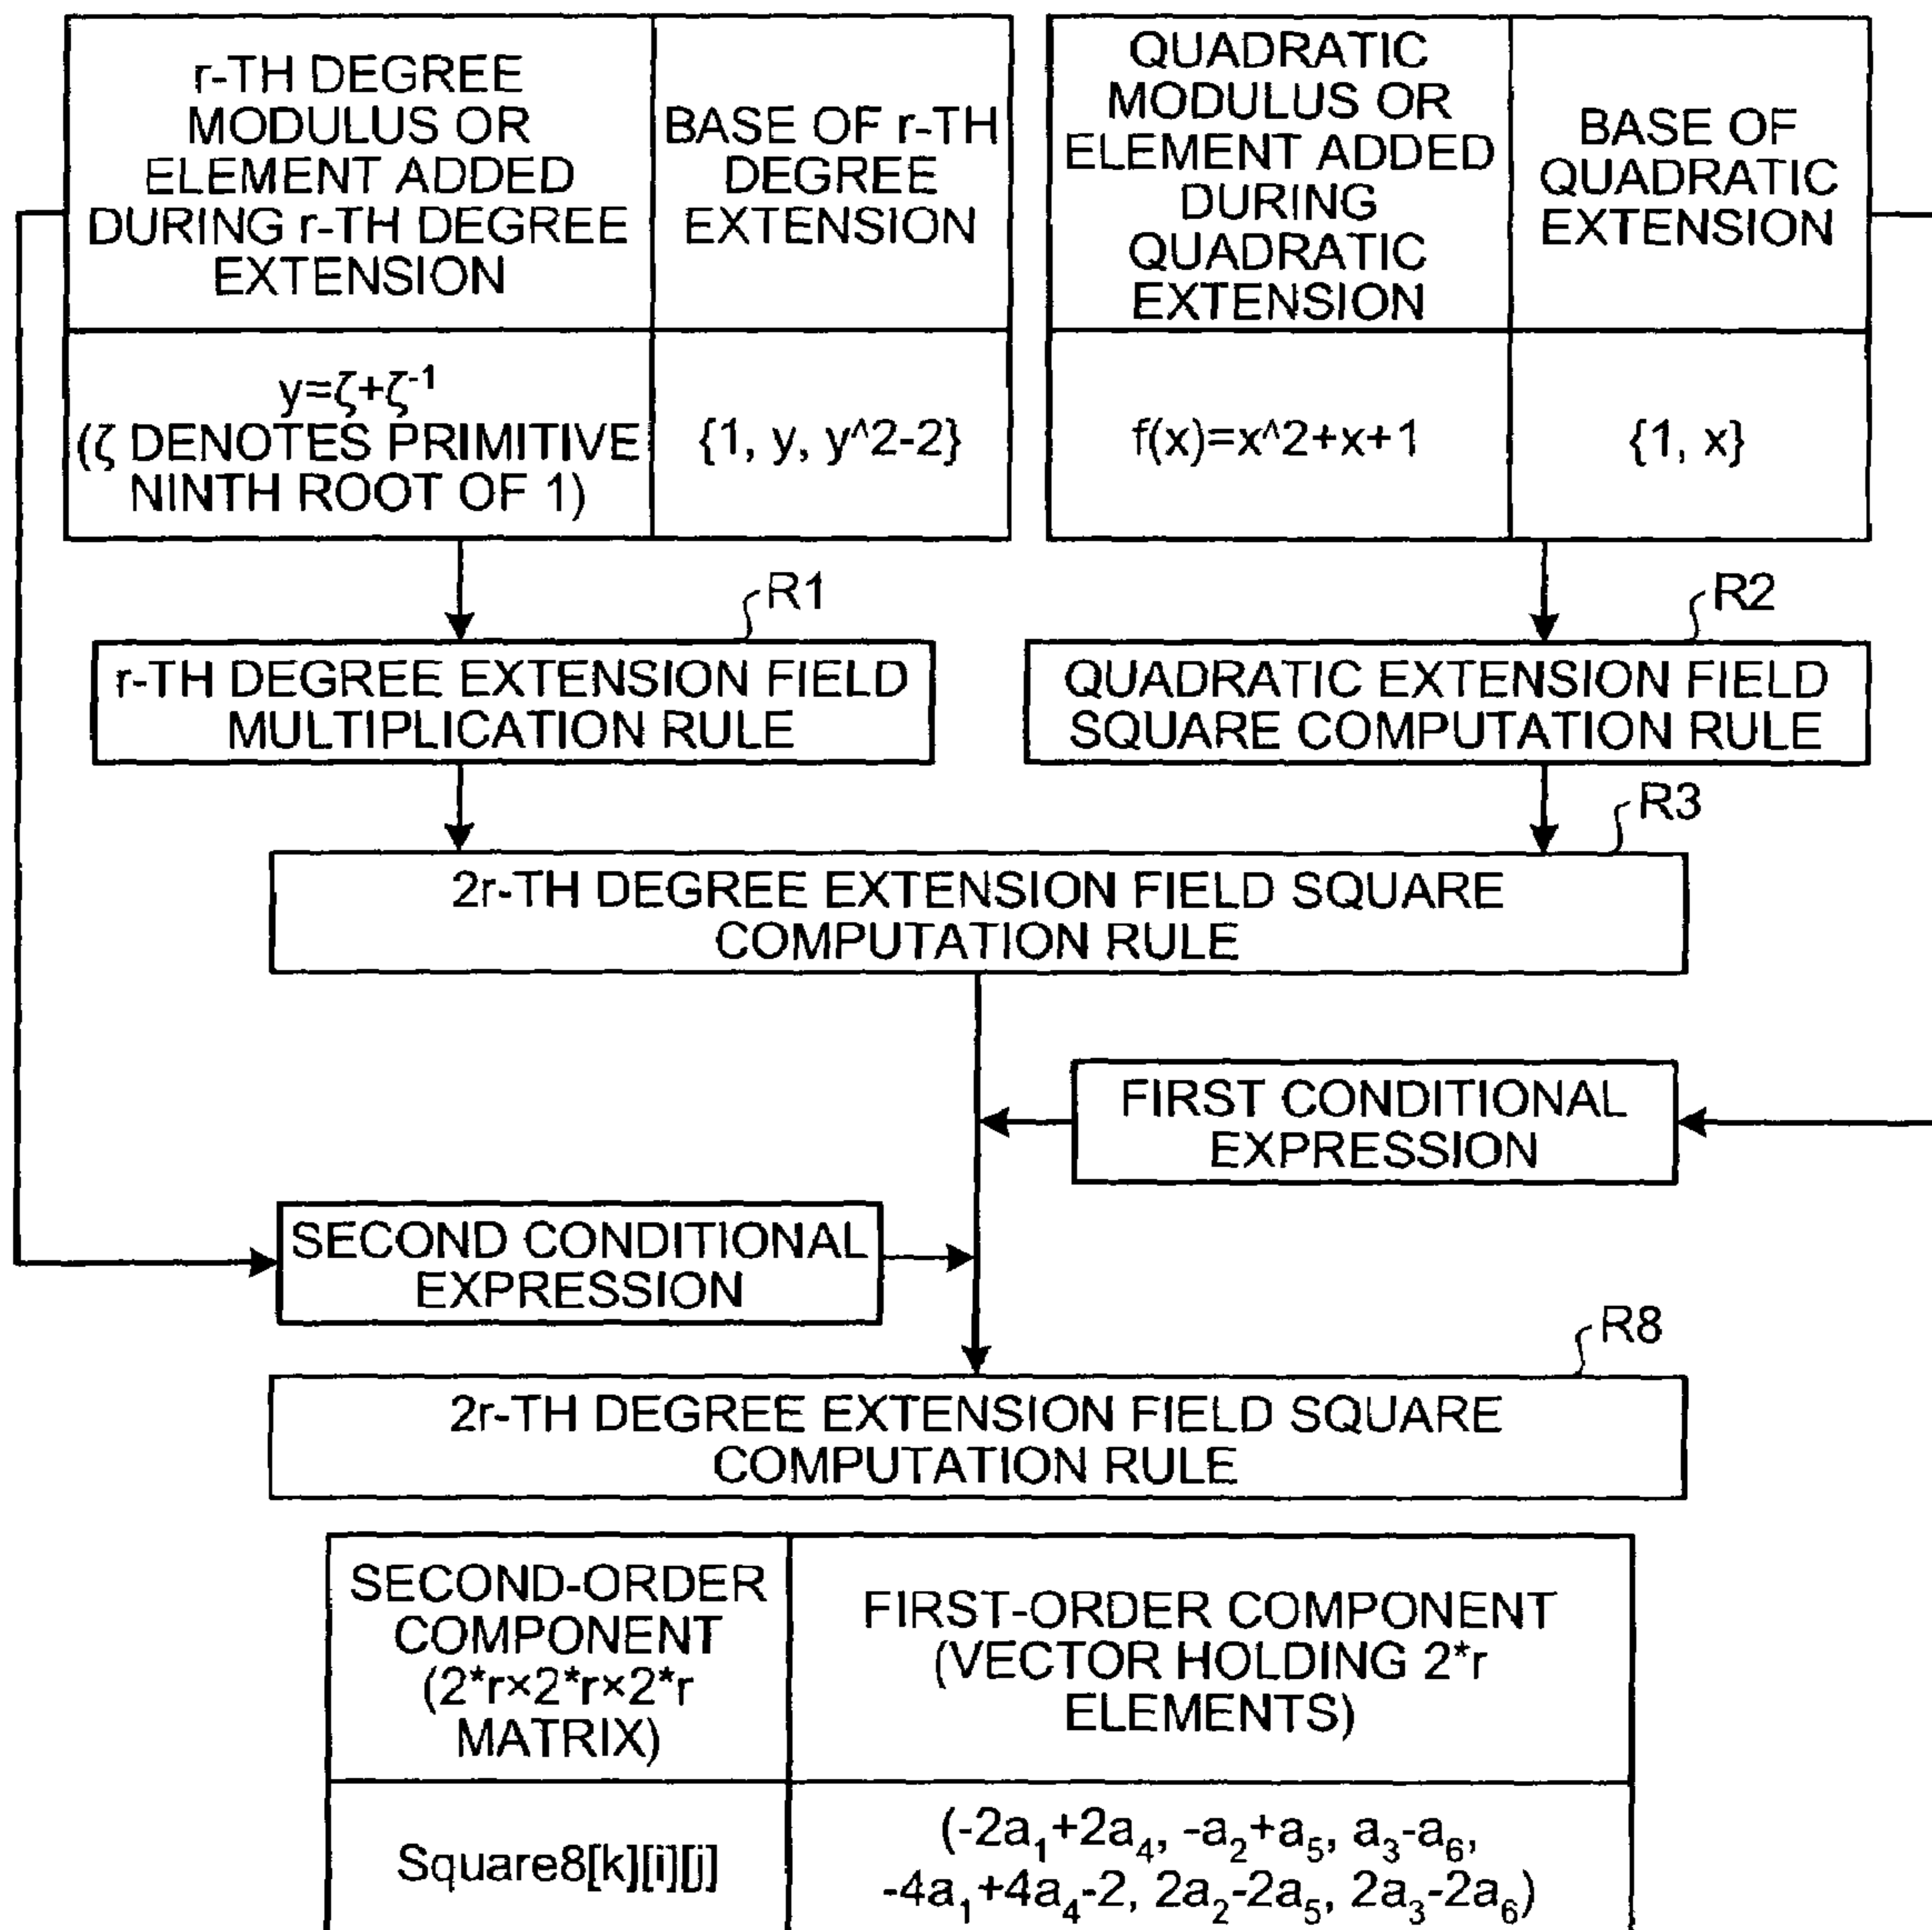 r-TH DEGREE
MODULUS OR
ELEMENT ADDED
DURING r-TH DEGREE
EXTENSION
BASE OF r-TH
DEGREE
EXTENSION
QUADRATIC
MODULUS OR
ELEMENT ADDED
DURING
QUADRATIC
EXTENSION
BASE OF
QUADRATIC
EXTENSION
y=ζ+ζ⁻¹
(ζ DENOTES PRIMITIVE
NINTH ROOT OF 1)
{1, y, y^2-2}
f(x)=x^2+x+1
{1, x}
R1
r-TH DEGREE EXTENSION FIELD
MULTIPLICATION RULE
R2
QUADRATIC EXTENSION FIELD
SQUARE COMPUTATION RULE
R3
2r-TH DEGREE EXTENSION FIELD SQUARE
COMPUTATION RULE
FIRST CONDITIONAL
EXPRESSION
SECOND CONDITIONAL
EXPRESSION
R8
2r-TH DEGREE EXTENSION FIELD SQUARE
COMPUTATION RULE
SECOND-ORDER
COMPONENT
(2*r×2*r×2*r
MATRIX)
FIRST-ORDER COMPONENT
(VECTOR HOLDING 2*r
ELEMENTS)
Square8[k][i][j]
(-2a₁+2a₄, -a₂+a₅, a₃-a₆,
-4a₁+4a₄-2, 2a₂-2a₅, 2a₃-2a₆)